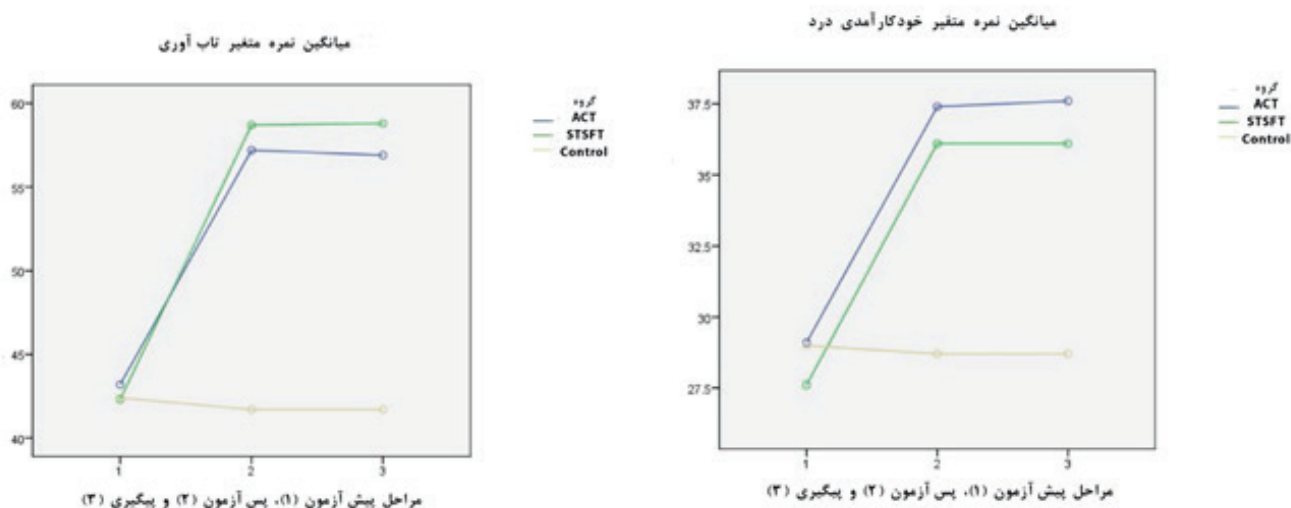 میانگین نمره متغیر تاب آوری
گروه
ACT
STSFT
Control
60
55
50
45
40
1
2
3
مراحل پیش آزمون (۱)، پس آزمون (۲) و پیگیری (۳)
میانگین نمره متغیر خودکارآمدی درد
گروه
ACT
STSFT
Control
37.5
35
32.5
30
27.5
1
2
3
مراحل پیش آزمون (۱)، پس آزمون (۲) و پیگیری (۳)